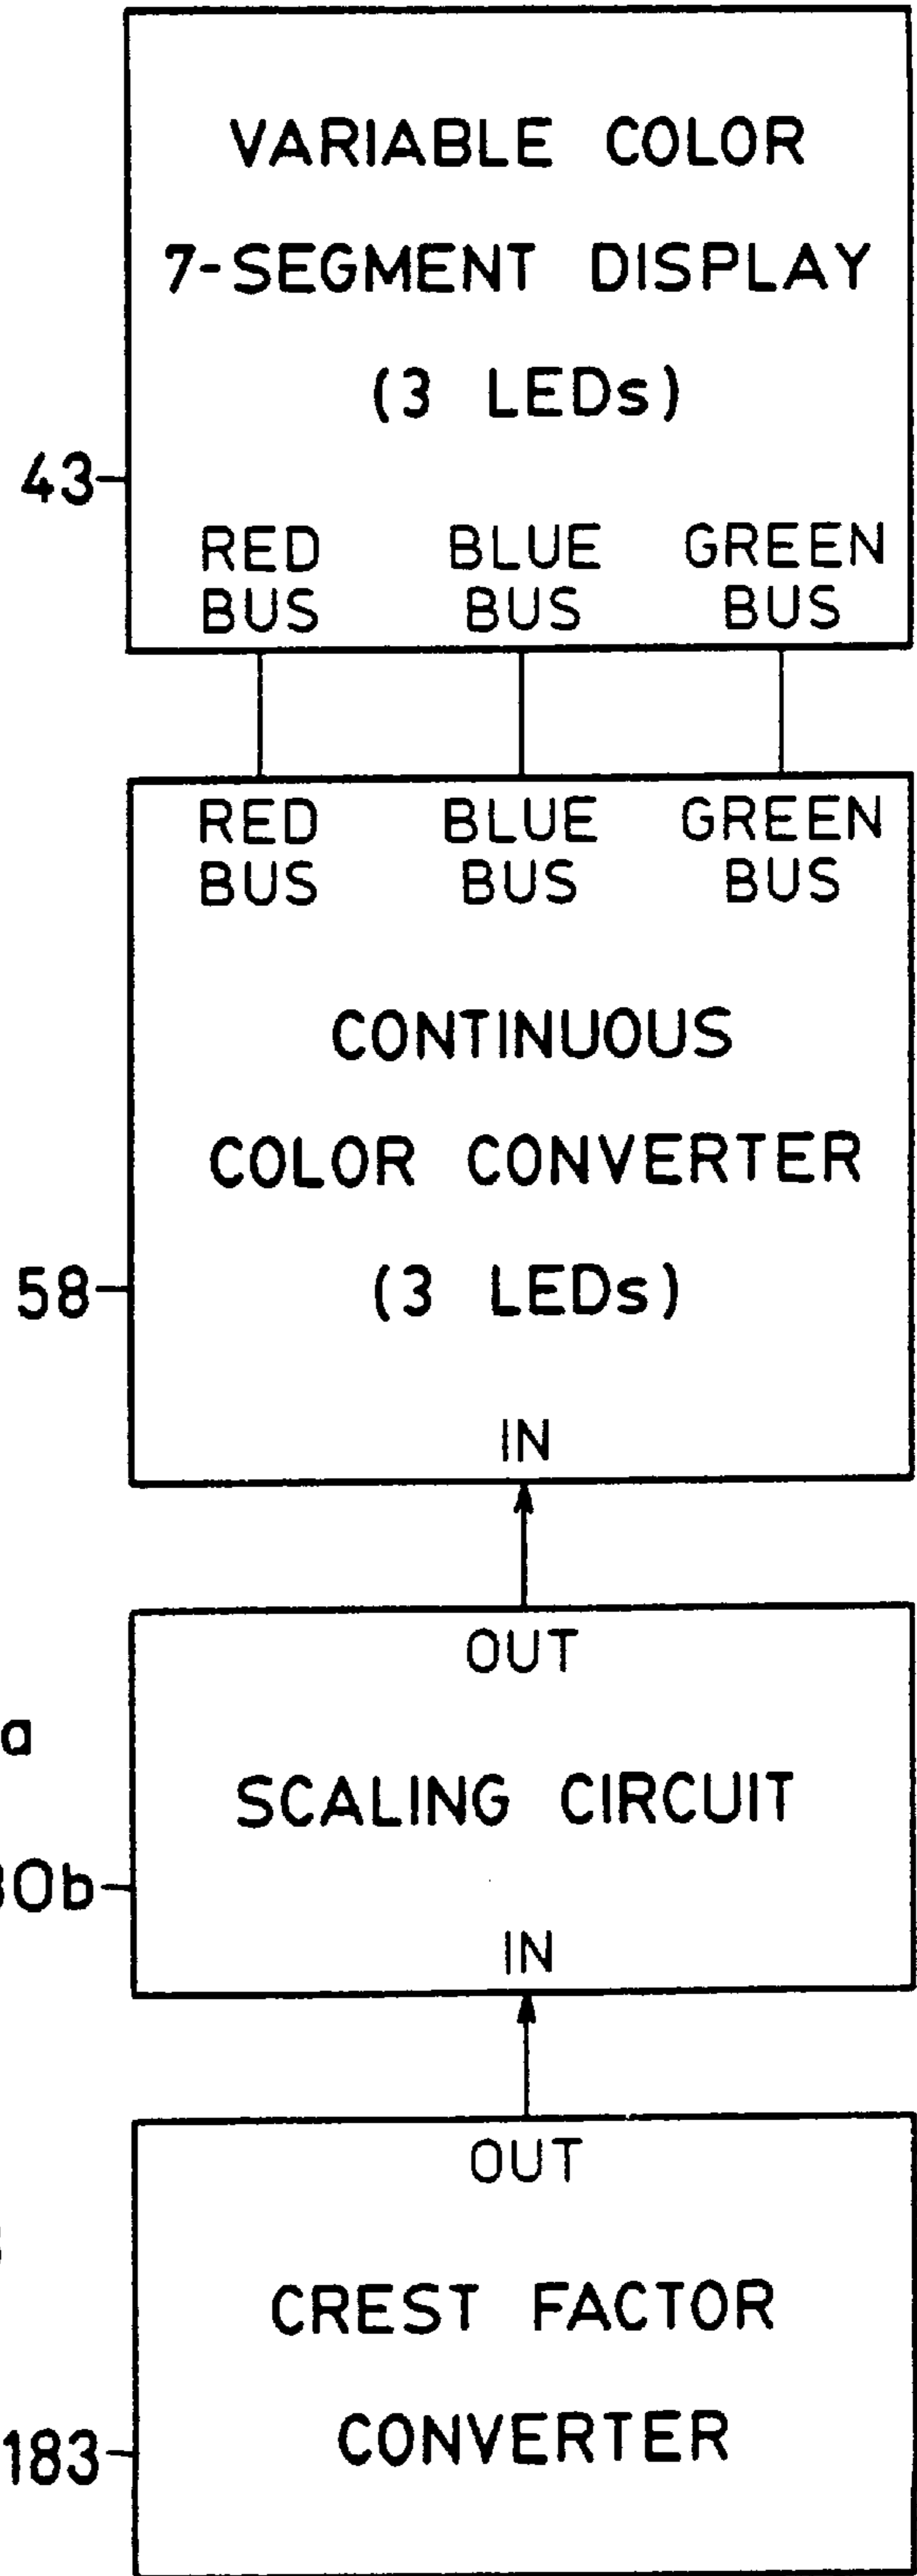 VARIABLE COLOR
7-SEGMENT DISPLAY
(3 LEDs)
43
RED BLUE GREEN
BUS BUS BUS
RED BLUE GREEN
BUS BUS BUS
CONTINUOUS
COLOR CONVERTER
58
(3 LEDs)
IN
OUT
a
SCALING CIRCUIT
IN
OUT
CREST FACTOR
183
CONVERTER